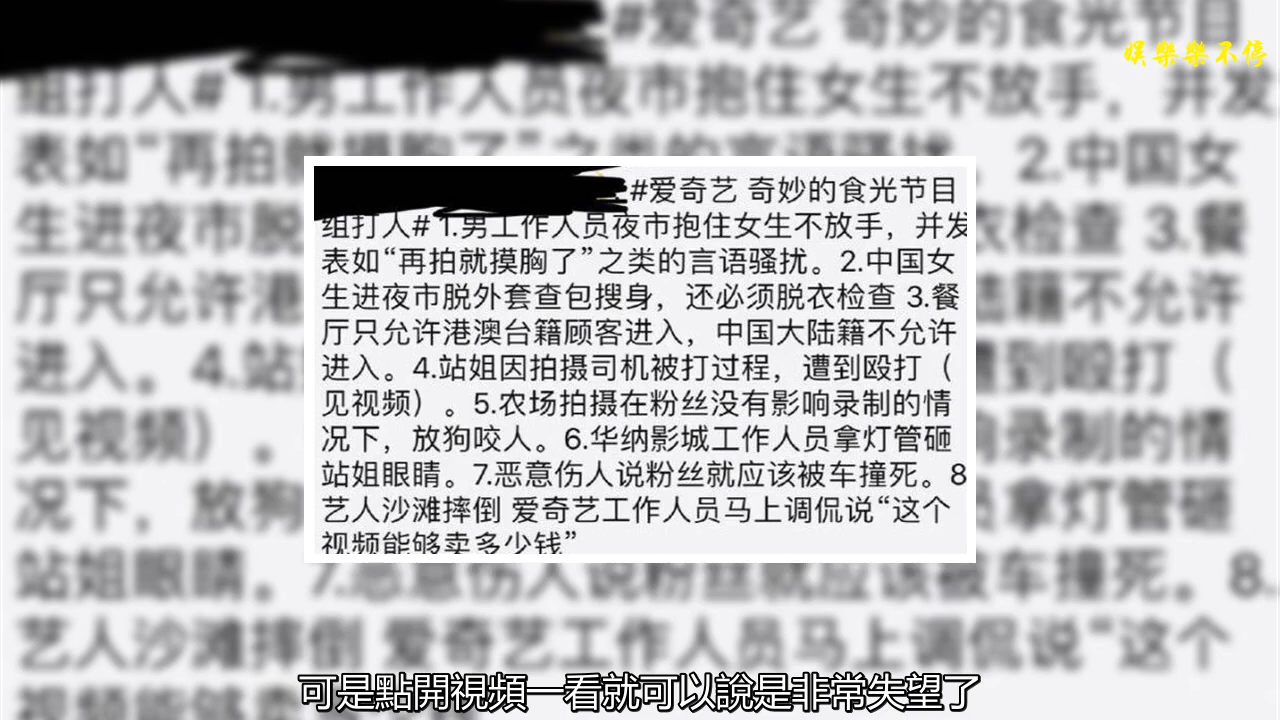 娱樂樂不停
#爱奇艺 奇妙的食光节目
组打人# 1.男工作人员夜市抱住女生不放手，并发
表如“再拍就摸胸了”之类的言语骚扰。2.中国女
生进夜市脱外套查包搜身，还必须脱衣检查 3.餐
厅只允许港澳台籍顾客进入，中国大陆籍不允许
进入。4.站姐因拍摄司机被打过程，遭到殴打（
见视频）。5.农场拍摄在粉丝没有影响录制的情
况下，放狗咬人。6.华纳影城工作人员拿灯管砸
站姐眼睛。7.恶意伤人说粉丝就应该被车撞死。8
艺人沙滩摔倒 爱奇艺工作人员马上调侃说“这个
视频能够卖多少钱”
可是點開視頻一看就可以說是非常失望了